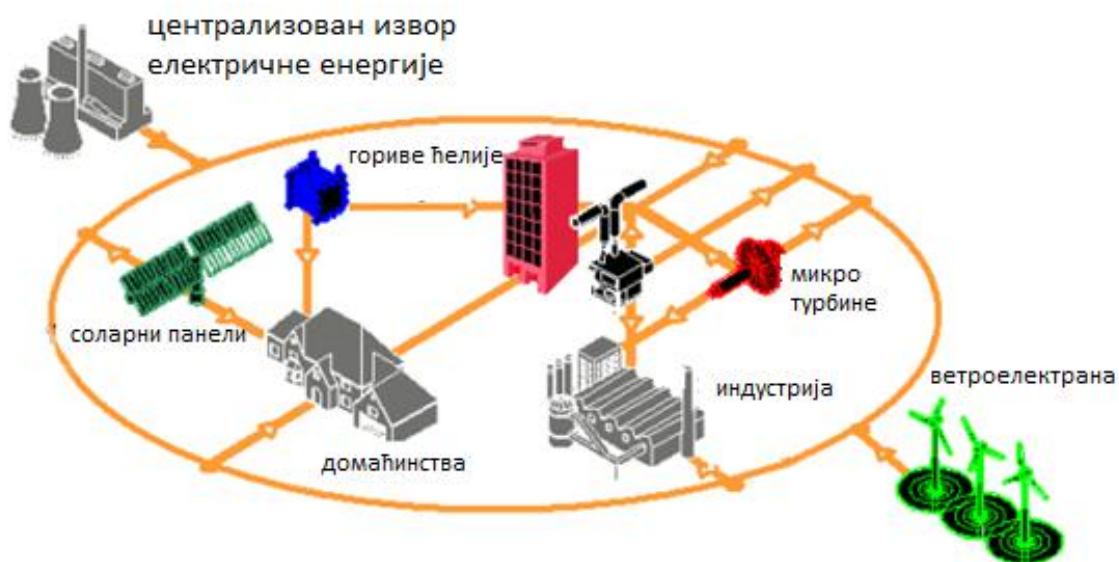 централизован извор
електричне енергије
гориве ћелије
микро
турбине
соларни панели
индустрија
ветроелектрана
домаћинства